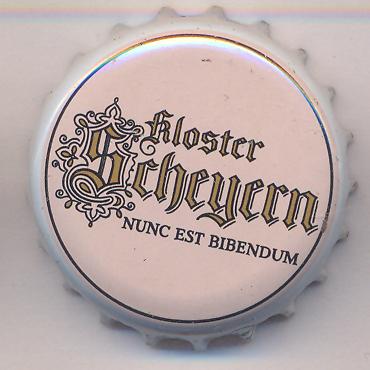 Kloster
Scheyern
NUNC EST BIBENDUM